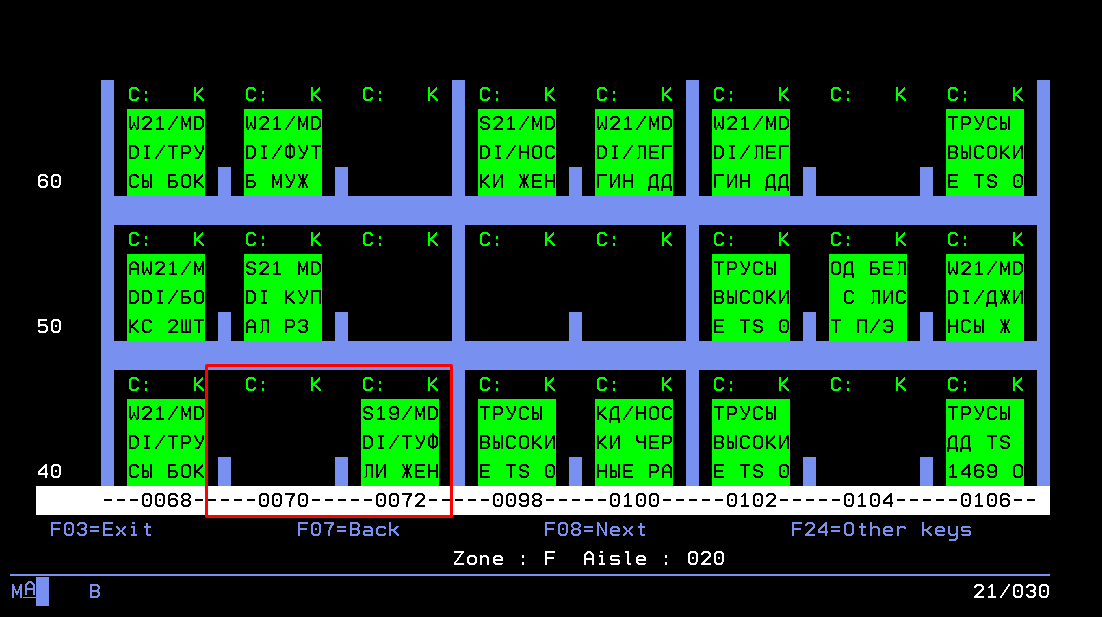 C: K C: K C: K C: K C: K C: K C: K C: K
W21/MD W21/MD S21/MD W21/MD W21/MD ТРУСЫ
DI/ТРУ DI/ФУТ DI/НОС DI/ЛЕГ DI/ЛЕГ ВЫСОКИ
60 СЫ БОК Б МУЖ КИ ЖЕН ГИН ДД ГИН ДД Е TS 0
C: K C: K C: K C: K C: K C: K C: K C: K
AW21/M S21 MD ТРУСЫ ОД БЕЛ W21/MD
DDI/БО DI КУП ВЫСОКИ С ЛИС DI/ДЖИ
50 КС 2ШТ АЛ РЗ Е TS 0 Т П/Э НСЫ Ж
C: K C: K C: K C: K C: K C: K C: K C: K
W21/MD S19/MD ТРУСЫ КД/НОС ТРУСЫ ТРУСЫ
DI/ТРУ DI/ТУФ ВЫСОКИ КИ ЧЕР ВЫСОКИ ДД TS
40 СЫ БОК ЛИ ЖЕН Е TS 0 НЫЕ РА Е TS 0 1469 0
---0068-----0070-----0072-----0098-----0100-----0102-----0104-----0106--
F03=Exit F07=Back F08=Next F24=Other keys
Zone : F Aisle : 020
MA B 21/030